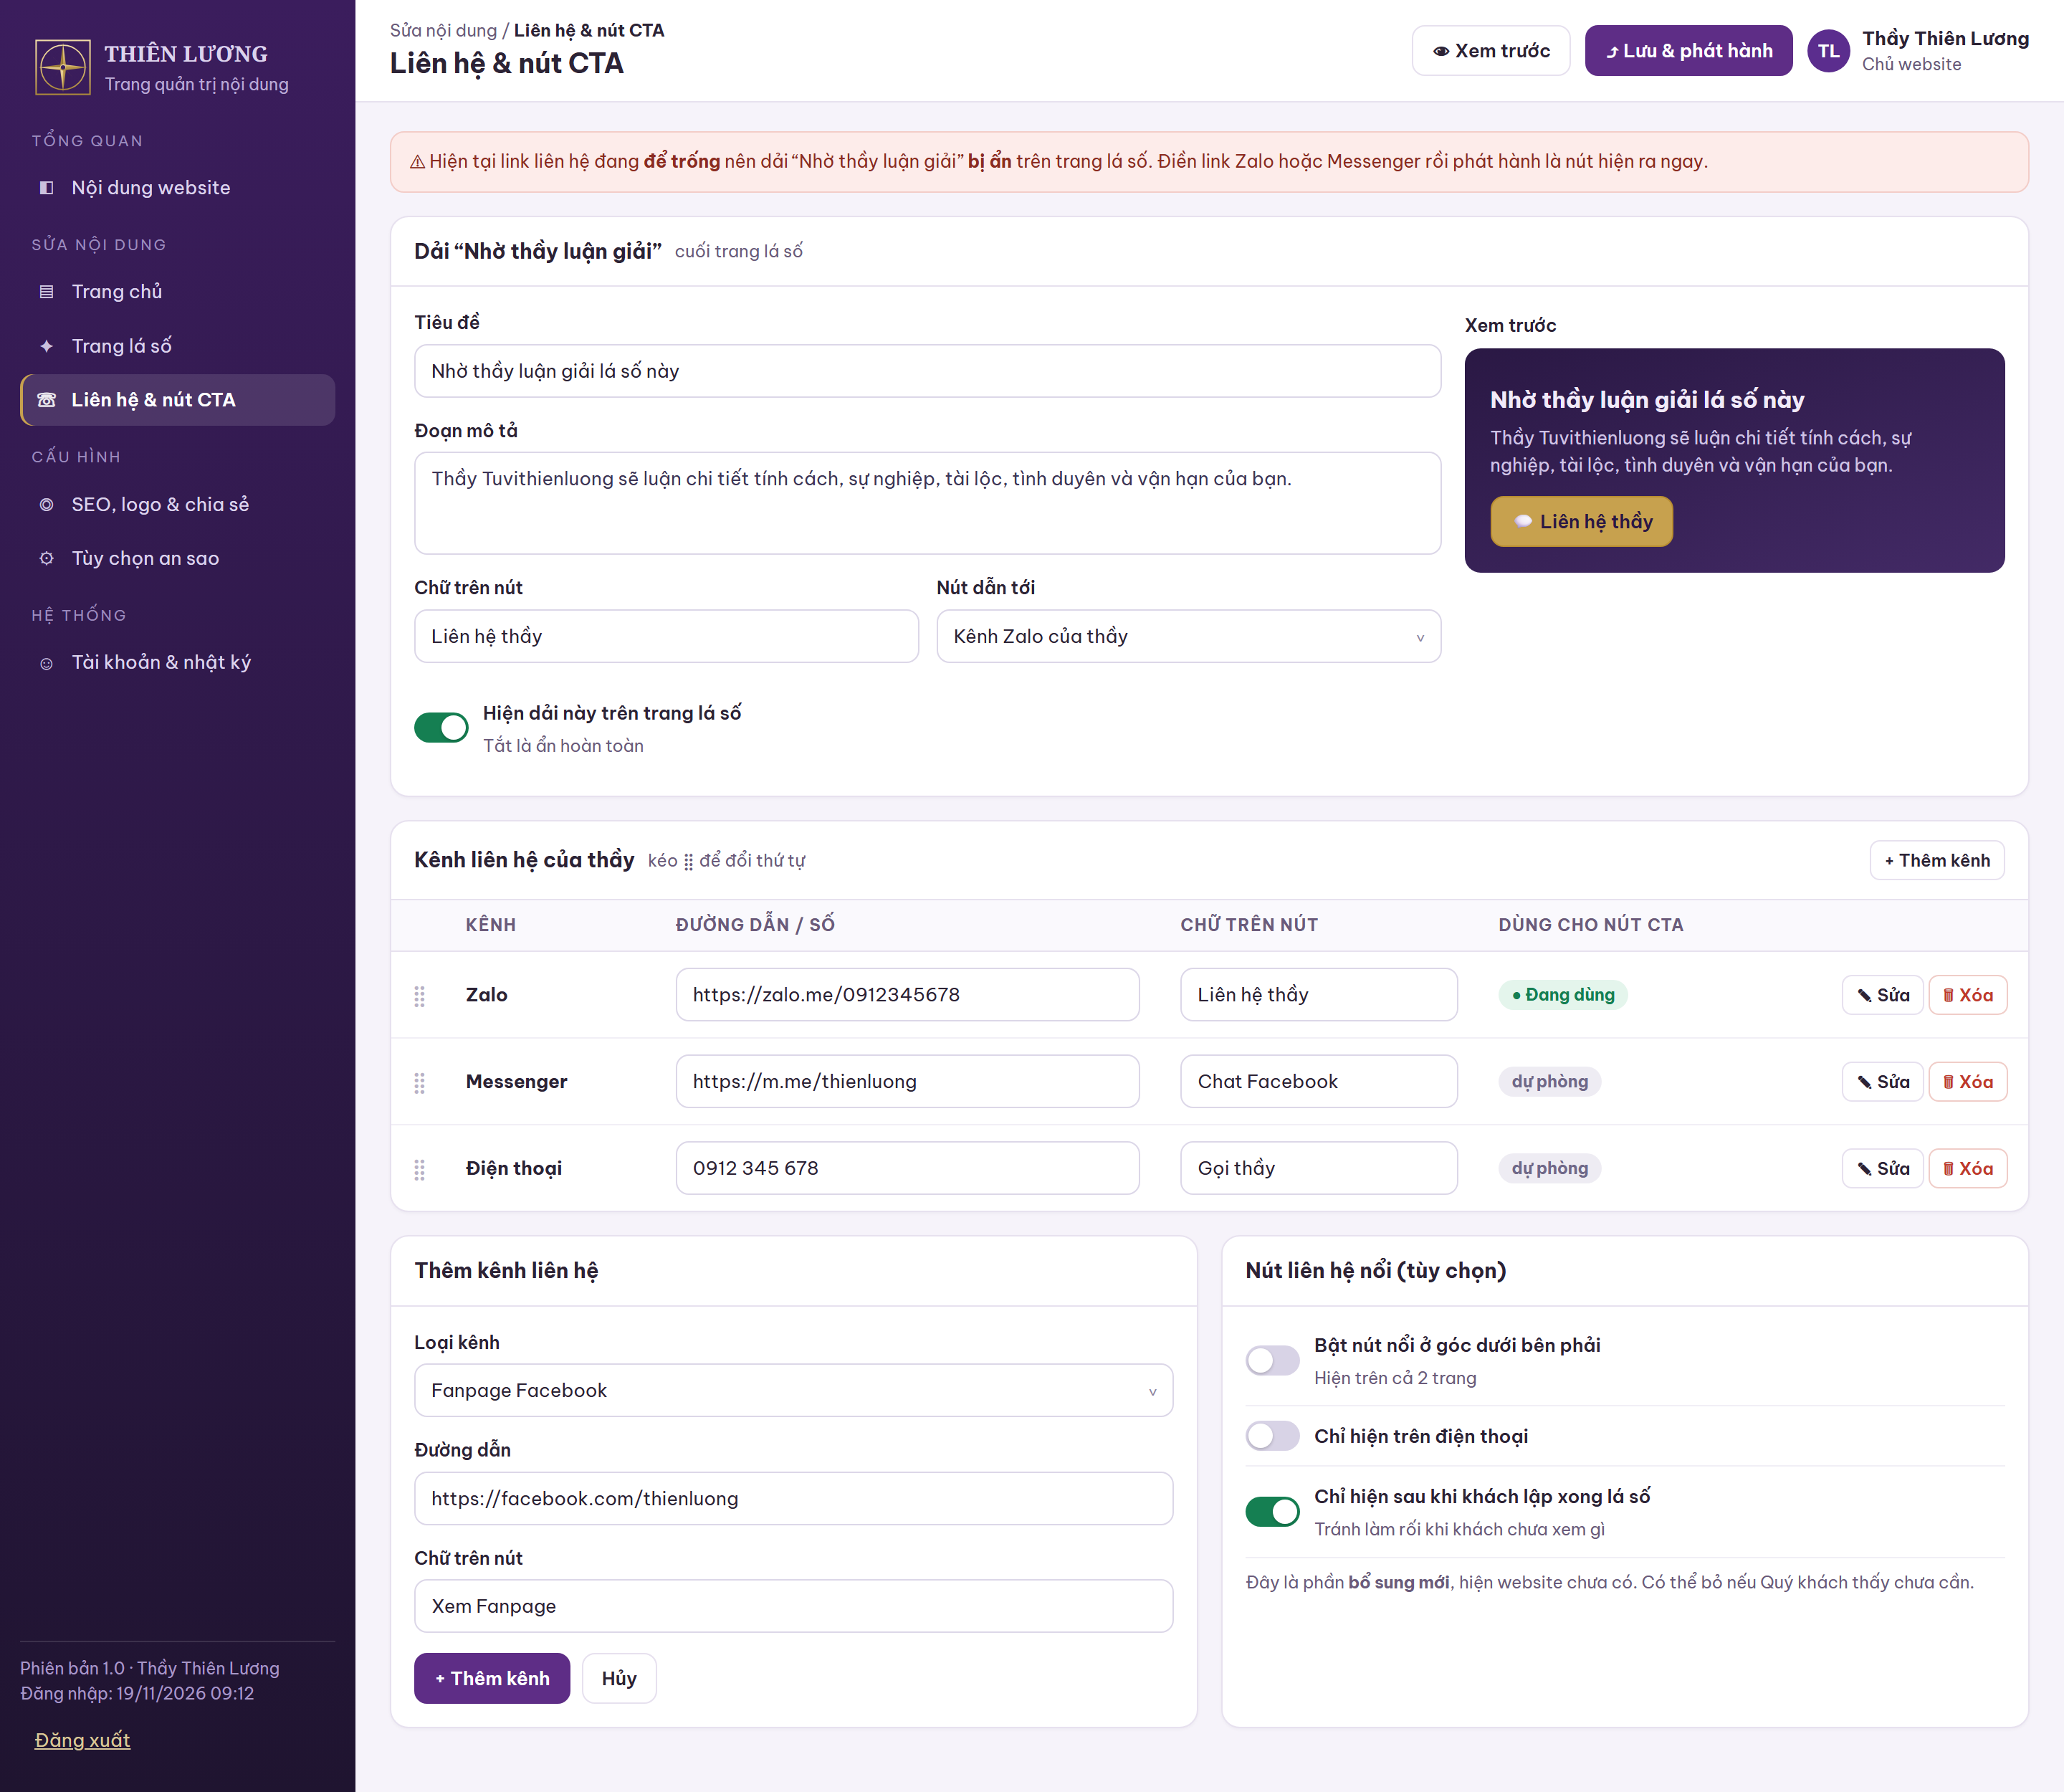 THIÊN LƯƠNG
Trang quản trị nội dung
TỔNG QUAN
Nội dung website
SỬA NỘI DUNG
Trang chủ
Trang lá số
Liên hệ & nút CTA
CẤU HÌNH
SEO, logo & chia sẻ
Tùy chọn an sao
HỆ THỐNG
Tài khoản & nhật ký
Phiên bản 1.0 · Thầy Thiên Lương
Đăng nhập: 19/11/2026 09:12
Đăng xuất
Sửa nội dung / Liên hệ & nút CTA
Liên hệ & nút CTA
Xem trước
Lưu & phát hành
TL
Thầy Thiên Lương
Chủ website
⚠ Hiện tại link liên hệ đang để trống nên dải “Nhờ thầy luận giải” bị ẩn trên trang lá số. Điền link Zalo hoặc Messenger rồi phát hành là nút hiện ra ngay.
Dải “Nhờ thầy luận giải” cuối trang lá số
Tiêu đề
Nhờ thầy luận giải lá số này
Đoạn mô tả
Thầy Tuvithienluong sẽ luận chi tiết tính cách, sự nghiệp, tài lộc, tình duyên và vận hạn của bạn.
Chữ trên nút
Nút dẫn tới
Liên hệ thầy
Kênh Zalo của thầy
Hiện dải này trên trang lá số
Tắt là ẩn hoàn toàn
Xem trước
Nhờ thầy luận giải lá số này
Thầy Tuvithienluong sẽ luận chi tiết tính cách, sự
nghiệp, tài lộc, tình duyên và vận hạn của bạn.
Liên hệ thầy
Kênh liên hệ của thầy kéo ⣿ để đổi thứ tự
+ Thêm kênh
KÊNH ĐƯỜNG DẪN / SỐ CHỮ TRÊN NÚT DÙNG CHO NÚT CTA
Zalo https://zalo.me/0912345678 Liên hệ thầy ● Đang dùng Sửa Xóa
Messenger https://m.me/thienluong Chat Facebook dự phòng Sửa Xóa
Điện thoại 0912 345 678 Gọi thầy dự phòng Sửa Xóa
Thêm kênh liên hệ
Loại kênh
Fanpage Facebook
Đường dẫn
https://facebook.com/thienluong
Chữ trên nút
Xem Fanpage
+ Thêm kênh
Hủy
Nút liên hệ nổi (tùy chọn)
Bật nút nổi ở góc dưới bên phải
Hiện trên cả 2 trang
Chỉ hiện trên điện thoại
Chỉ hiện sau khi khách lập xong lá số
Tránh làm rối khi khách chưa xem gì
Đây là phần bổ sung mới, hiện website chưa có. Có thể bỏ nếu Quý khách thấy chưa cần.